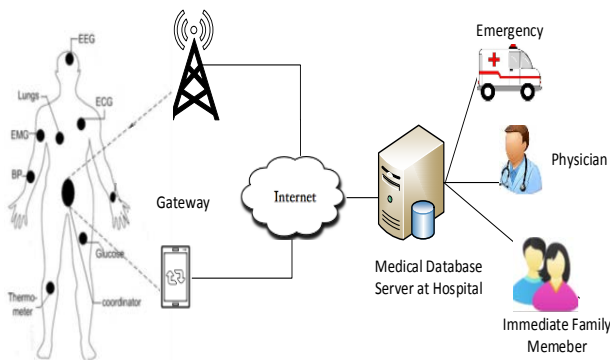 EEG
Lungs
ECG
EMG
BP
Glucose
Thermo-
meter
coordinator
Gateway
Internet
Medical Database
Server at Hospital
Emergency
Physician
Immediate Family
Memeber